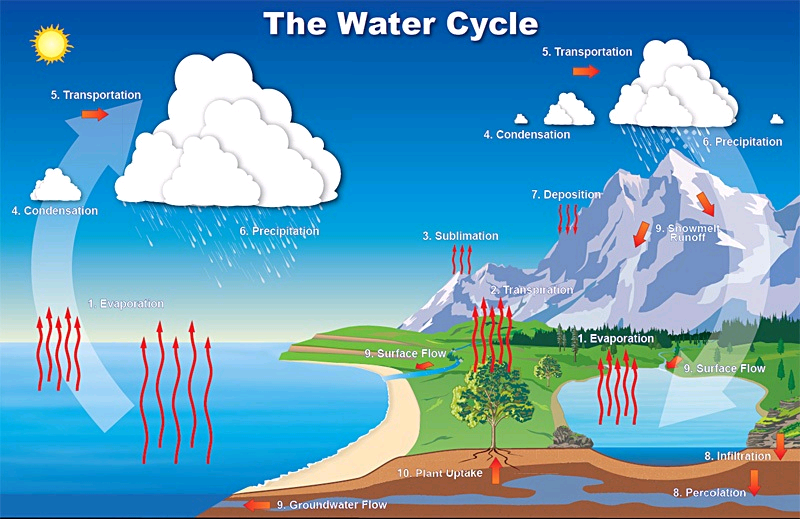 The Water Cycle
5. Transportation
5. Transportation
4. Condensation
6. Precipitation
7. Deposition
4. Condensation
6. Precipitation
3. Sublimation
9. Snowmelt
Runoff
2. Transpiration
1. Evaporation
1. Evaporation
9. Surface Flow
9. Surface Flow
8. Infiltration
10. Plant Uptake
8. Percolation
9. Groundwater Flow